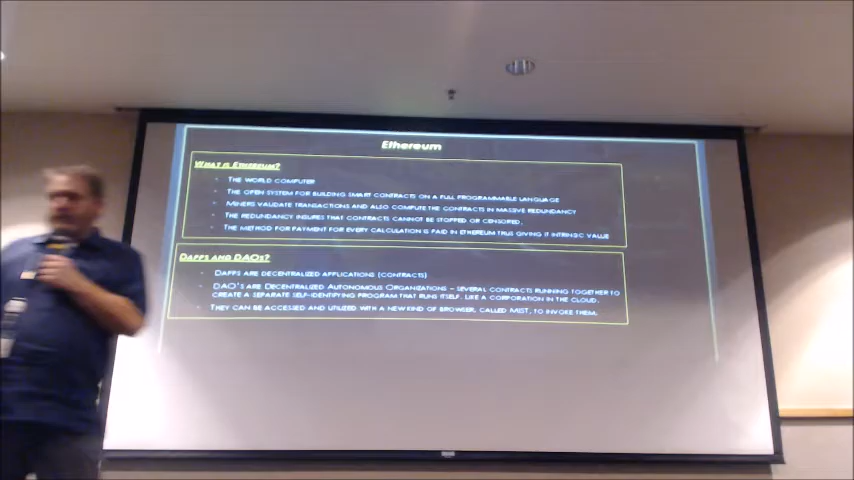 Ethereum
What is Ethereum?
The World Computer
The open system for building smart contracts on a full programmable language
Miners validate transactions and also compute the contracts in massive redundancy
The redundancy insures that contracts cannot be stopped or censored.
The method for payment for every calculation is paid in Ethereum thus giving it intrinsic value
DAPPs and DAOs?
DAPPs are decentralized applications (contracts)
DAO's are Decentralized Autonomous Organizations – several contracts running together to
create a separate self-identifying program that runs itself. Like a corporation in the cloud.
They can be accessed and utilized with a new kind of browser, called Mist, to invoke them.